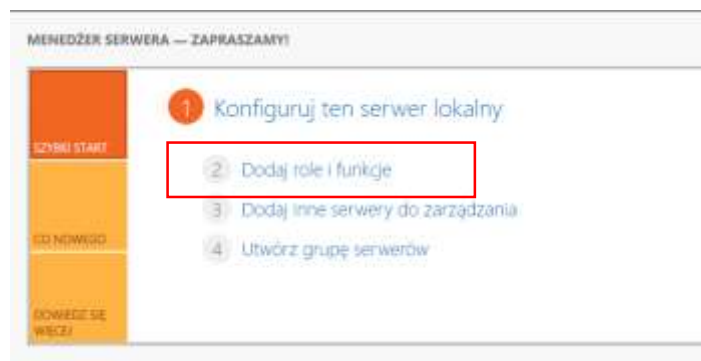 MENEDŻER SERWERA — ZAPRASZAMY!
1 Konfiguruj ten serwer lokalny
SZYBKI START
2 Dodaj role i funkcje
3 Dodaj inne serwery do zarządzania
CO NOWEGO
4 Utwórz grupę serwerów
DOWIEDZ SIĘ
WIĘCEJ